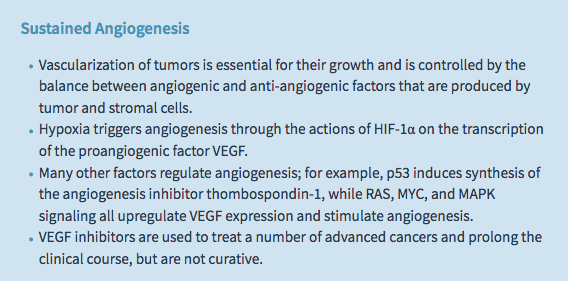 Sustained Angiogenesis
• Vascularization of tumors is essential for their growth and is controlled by the
balance between angiogenic and anti-angiogenic factors that are produced by
tumor and stromal cells.
• Hypoxia triggers angiogenesis through the actions of HIF-1α on the transcription
of the proangiogenic factor VEGF.
• Many other factors regulate angiogenesis; for example, p53 induces synthesis of
the angiogenesis inhibitor thombospondin-1, while RAS, MYC, and MAPK
signaling all upregulate VEGF expression and stimulate angiogenesis.
• VEGF inhibitors are used to treat a number of advanced cancers and prolong the
clinical course, but are not curative.